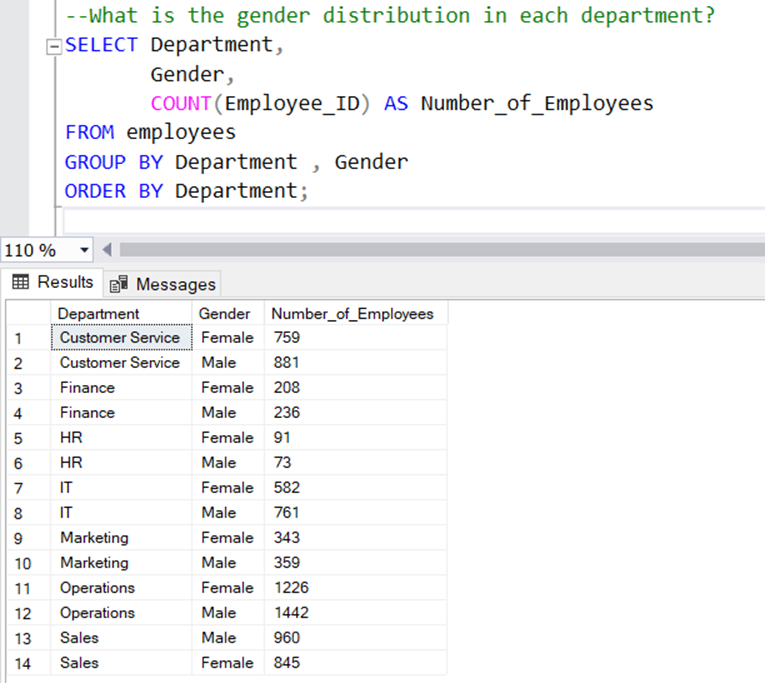 --What is the gender distribution in each department?
SELECT Department,
Gender,
COUNT(Employee_ID) AS Number_of_Employees
FROM employees
GROUP BY Department , Gender
ORDER BY Department;
110 %
Results Messages
Department Gender Number_of_Employees
1 Customer Service Female 759
2 Customer Service Male 881
3 Finance Female 208
4 Finance Male 236
5 HR Female 91
6 HR Male 73
7 IT Female 582
8 IT Male 761
9 Marketing Female 343
10 Marketing Male 359
11 Operations Female 1226
12 Operations Male 1442
13 Sales Male 960
14 Sales Female 845